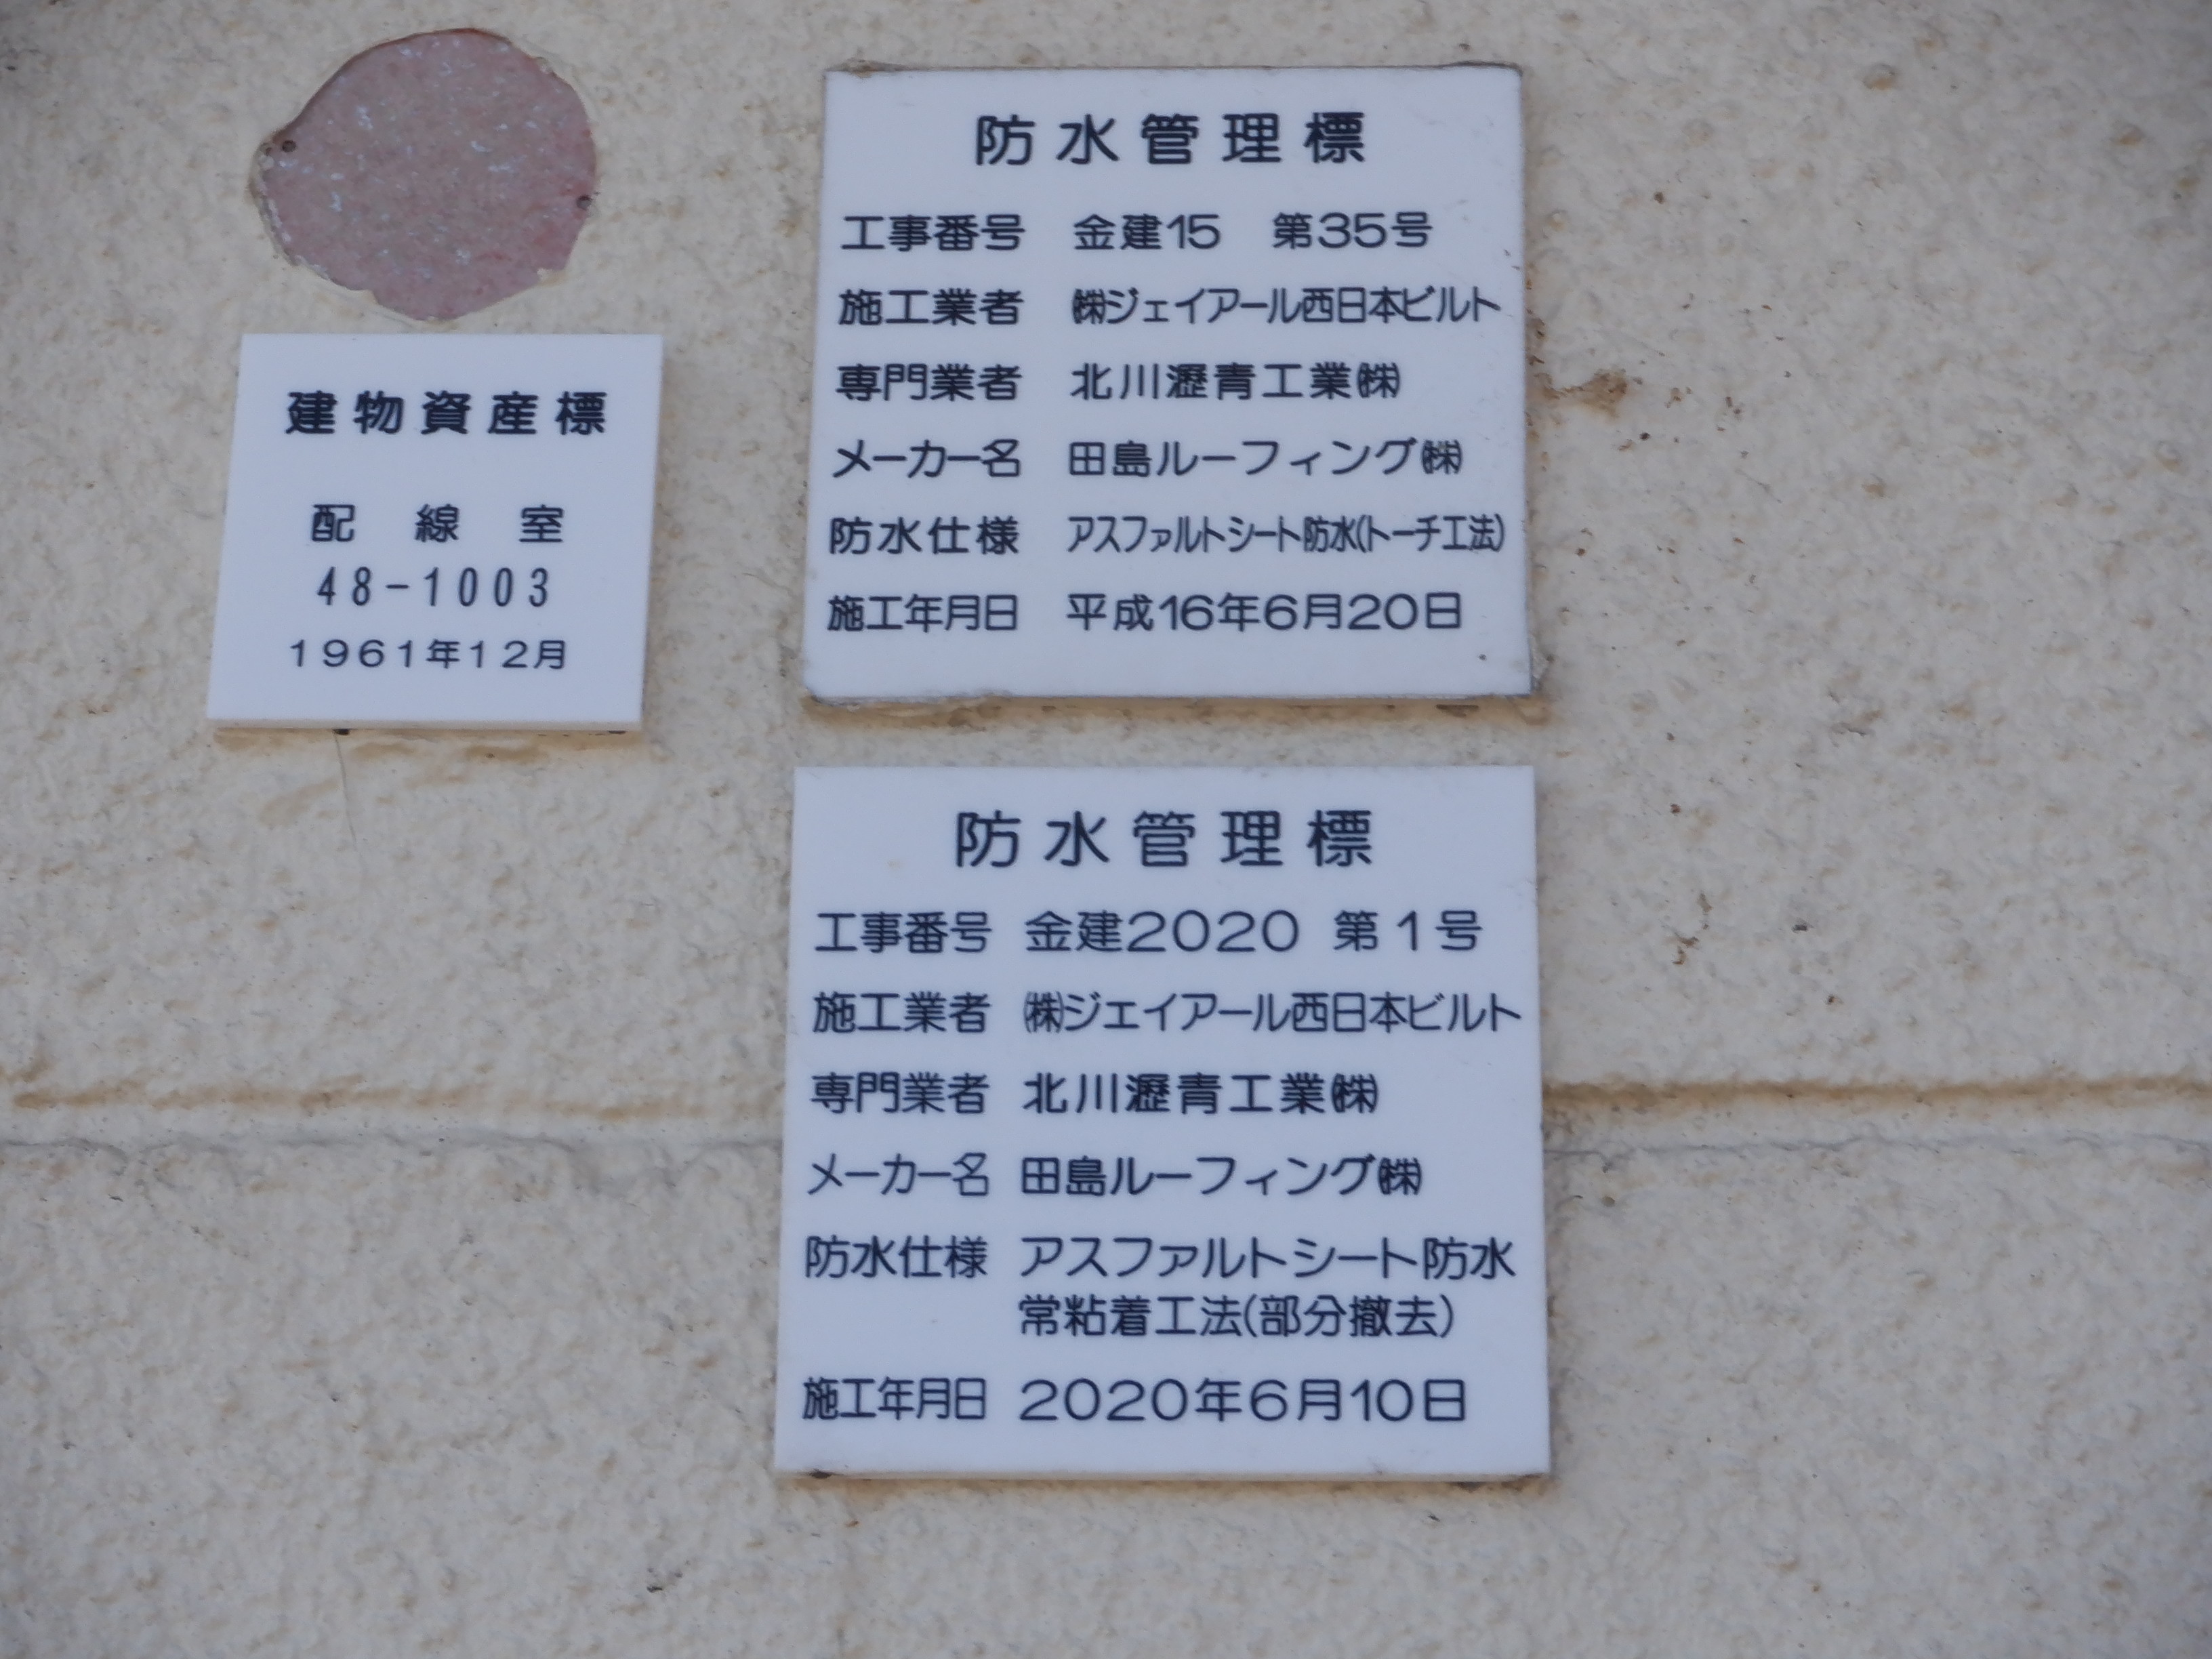 建物資産標
配線室
48-1003
1961年12月
防水管理標
工事番号 金建15 第35号
施工業者 ㈱ジェイアール西日本ビルト
専門業者 北川瀝青工業㈱
メーカー名 田島ルーフィング㈱
防水仕様 アスファルトシート防水(トーチ工法)
施工年月日 平成16年6月20日
防水管理標
工事番号 金建2020 第1号
施工業者 ㈱ジェイアール西日本ビルト
専門業者 北川瀝青工業㈱
メーカー名 田島ルーフィング㈱
防水仕様 アスファルトシート防水
常粘着工法(部分撤去)
施工年月日 2020年6月10日